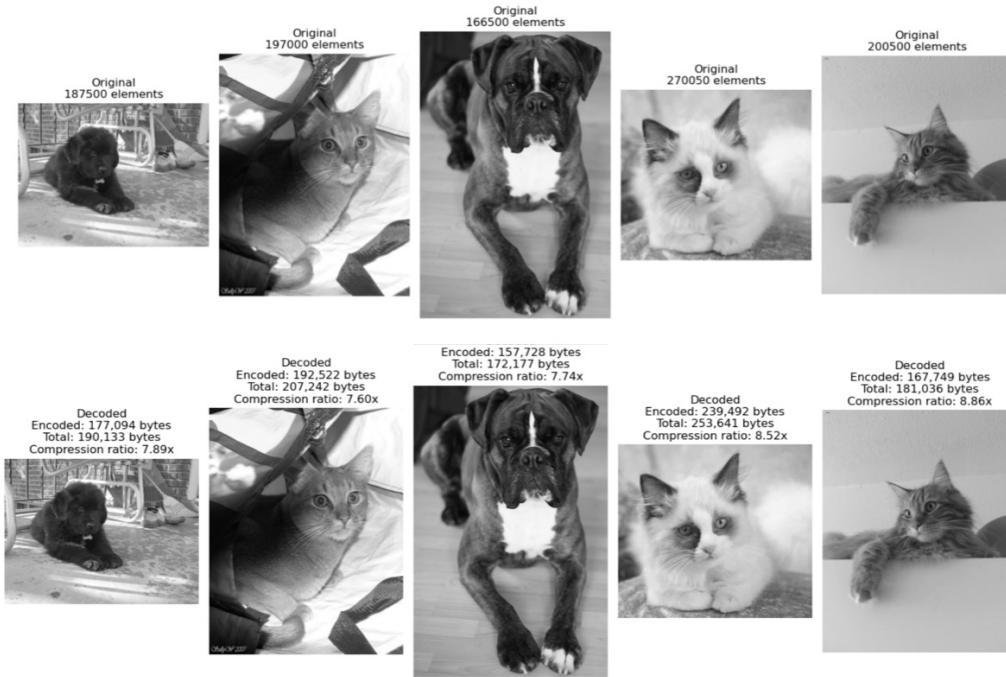 Original
187500 elements
Original
197000 elements
Original
166500 elements
Original
270050 elements
Original
200500 elements
Decoded
Encoded: 177,094 bytes
Total: 190,133 bytes
Compression ratio: 7.89x
Decoded
Encoded: 192,522 bytes
Total: 207,242 bytes
Compression ratio: 7.60x
Encoded: 157,728 bytes
Total: 172,177 bytes
Compression ratio: 7.74x
Decoded
Encoded: 239,492 bytes
Total: 253,641 bytes
Compression ratio: 8.52x
Decoded
Encoded: 167,749 bytes
Total: 181,036 bytes
Compression ratio: 8.86x